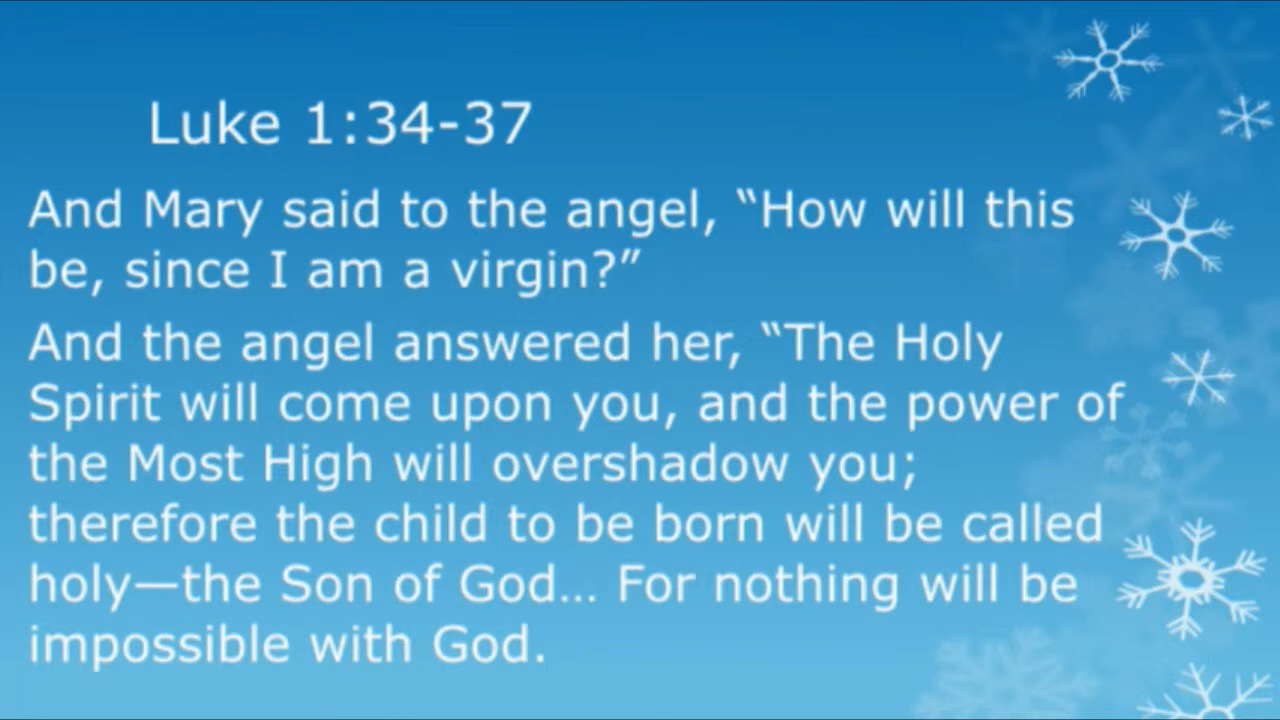 Luke 1:34-37
And Mary said to the angel, “How will this
be, since I am a virgin?”
And the angel answered her, “The Holy
Spirit will come upon you, and the power of
the Most High will overshadow you;
therefore the child to be born will be called
holy—the Son of God… For nothing will be
impossible with God.